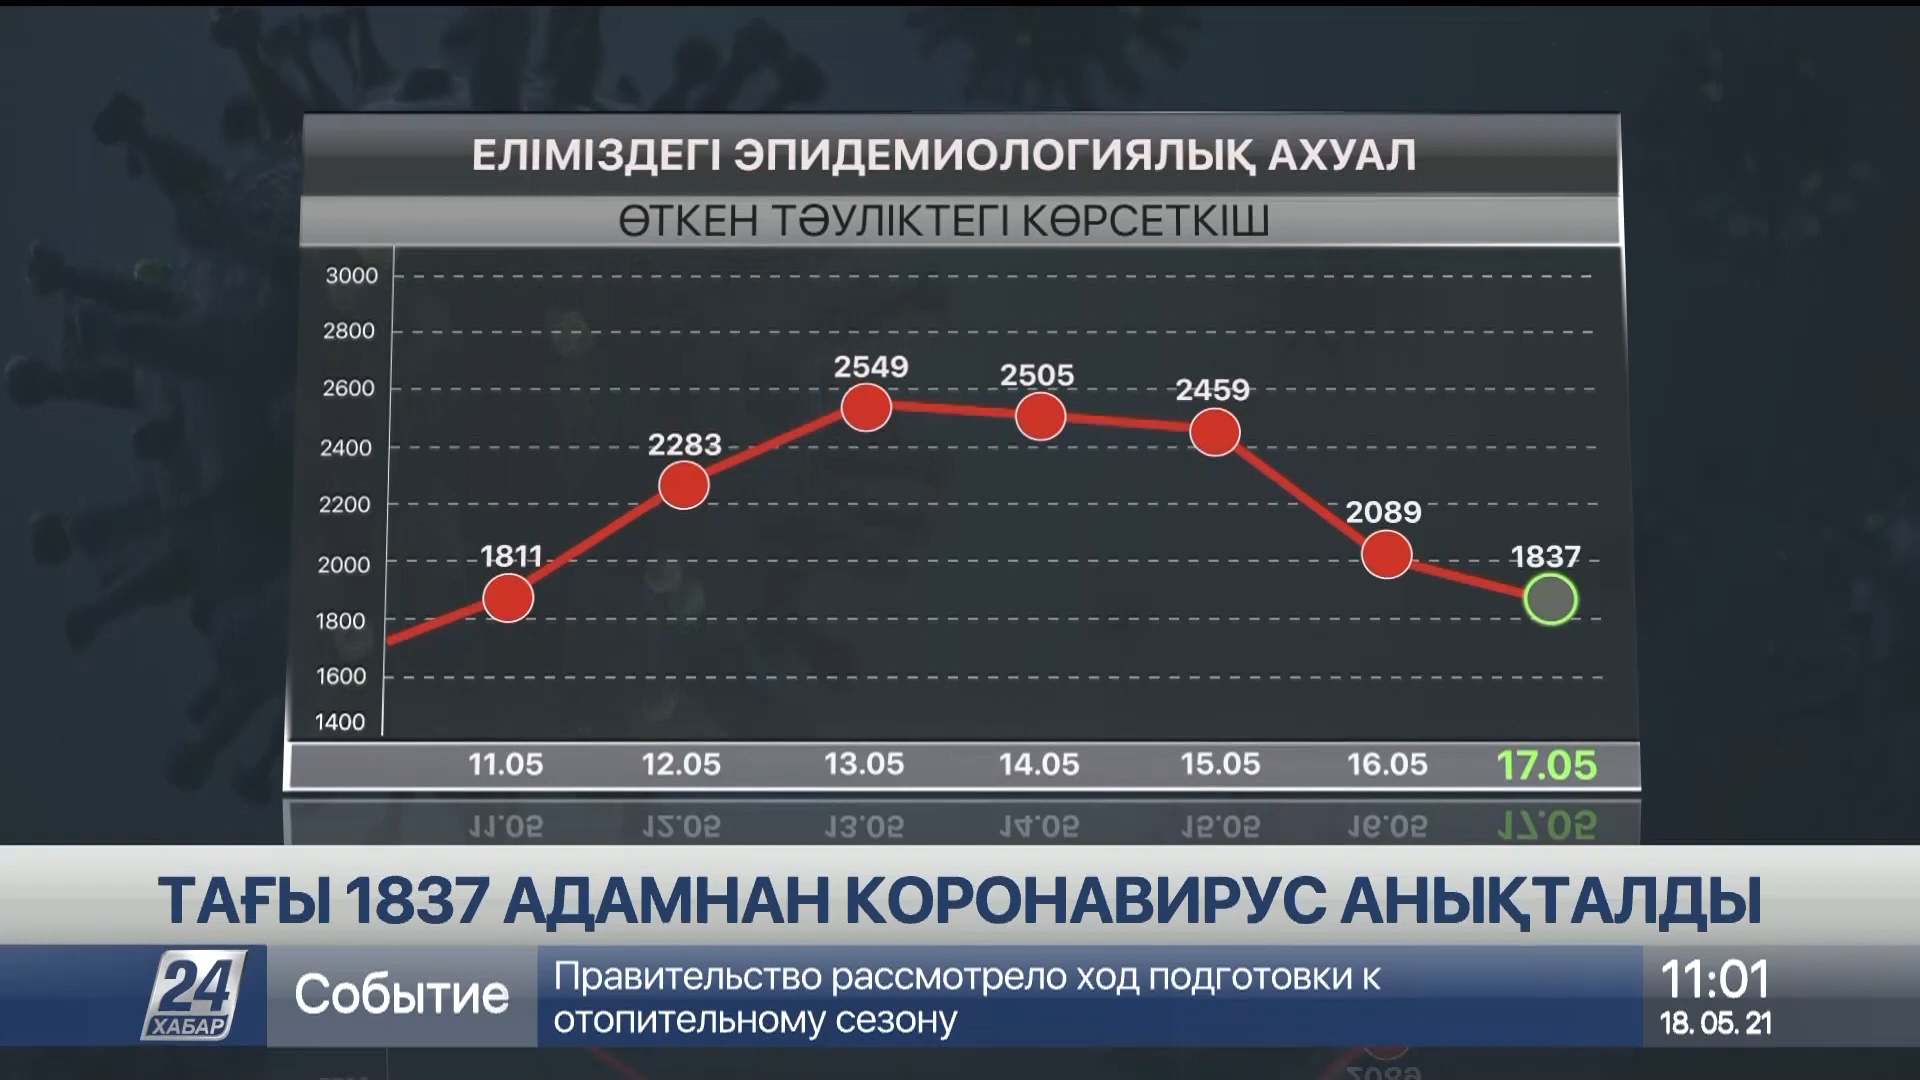 ЕЛІМІЗДЕГІ ЭПИДЕМИОЛОГИЯЛЫҚ АХУАЛ
ӨТКЕН ТӘУЛІКТЕГІ КӨРСЕТКІШ
3000
2800
2600
2400
2200
2000
1800
1600
1400
1811
2283
2549
2505
2459
2089
1837
11.05 12.05 13.05 14.05 15.05 16.05 17.05
ТАҒЫ 1837 АДАМНАН КОРОНАВИРУС АНЫҚТАЛДЫ
24
ХАБАР
Событие
Правительство рассмотрело ход подготовки к
отопительному сезону
11:01
18. 05. 21